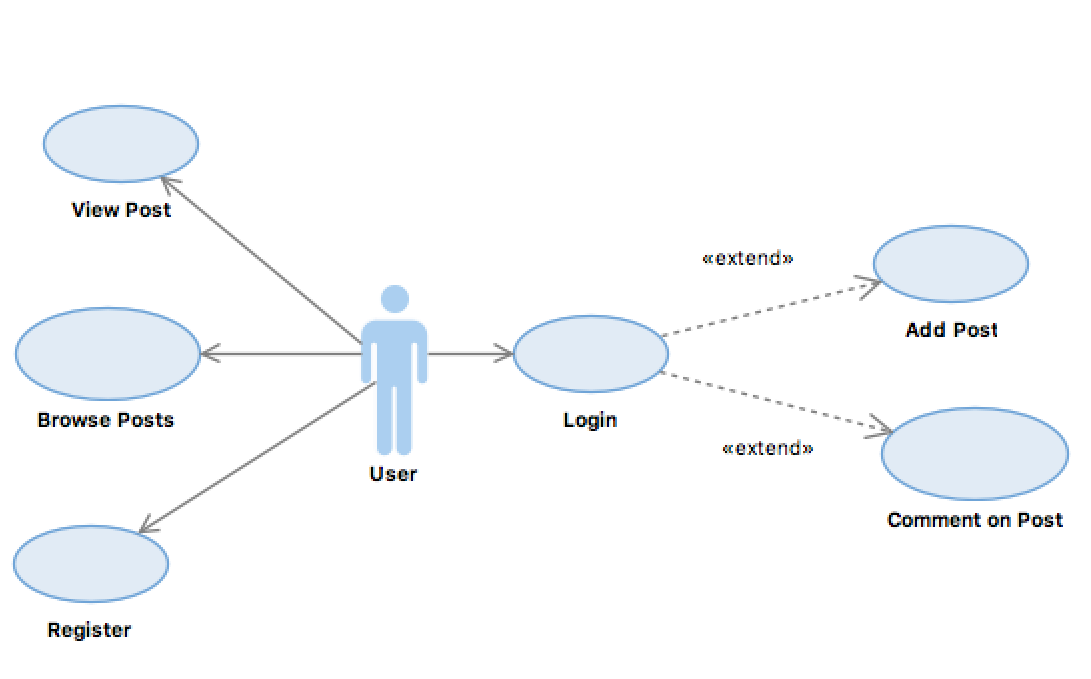 View Post
«extend»
Add Post
Browse Posts
Login
«extend»
User
Comment on Post
Register